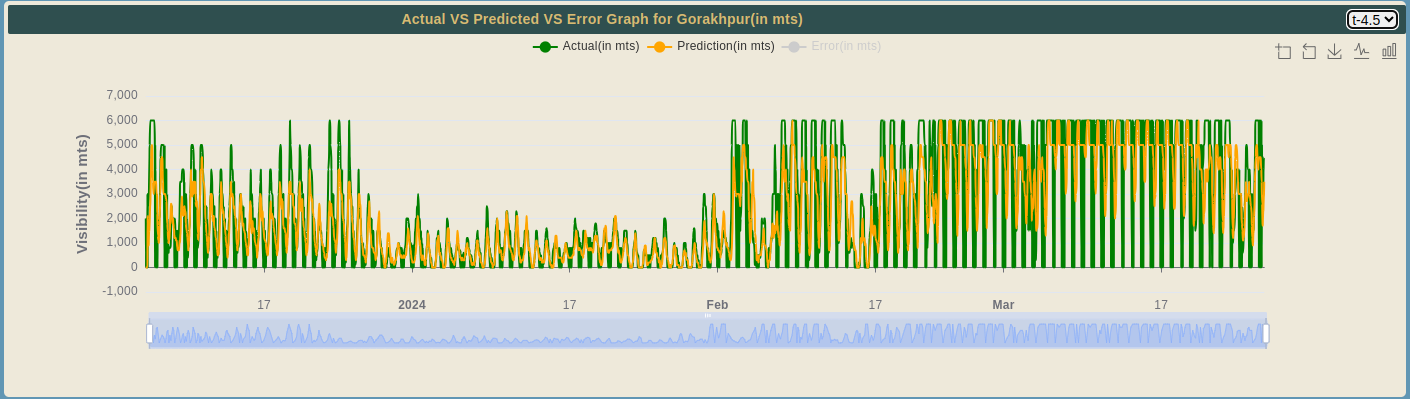 Actual VS Predicted VS Error Graph for Gorakhpur(in mts)
t-4.5
Actual(in mts) Prediction(in mts) Error(in mts)
Visibility(in mts)
7,000
6,000
5,000
4,000
3,000
2,000
1,000
0
-1,000
17 2024 17 Feb 17 Mar 17